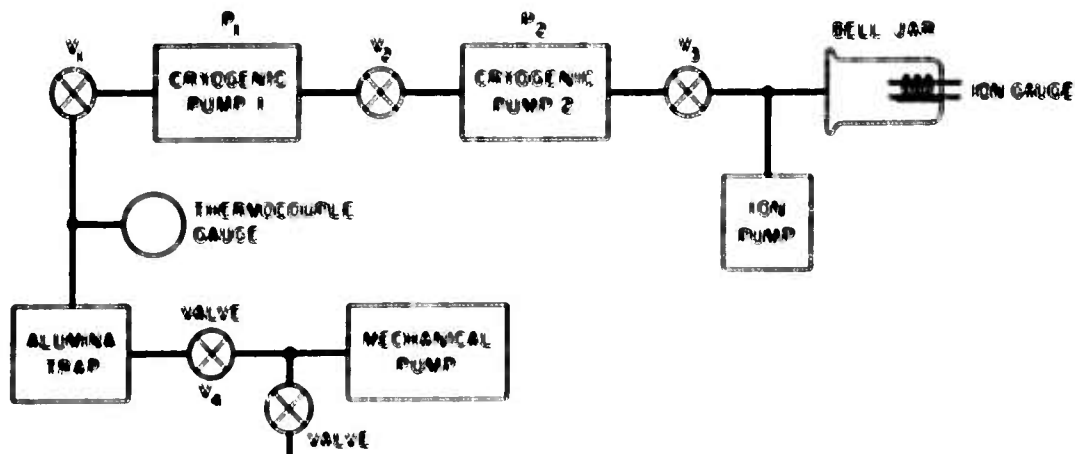 P1
P2
BELL JAR
V1
V2
V3
CRYOGENIC
PUMP 1
CRYOGENIC
PUMP 2
ION GAUGE
THERMOCOUPLE
GAUGE
ION
PUMP
VALVE
ALUMINA
TRAP
MECHANICAL
PUMP
V4
VALVE